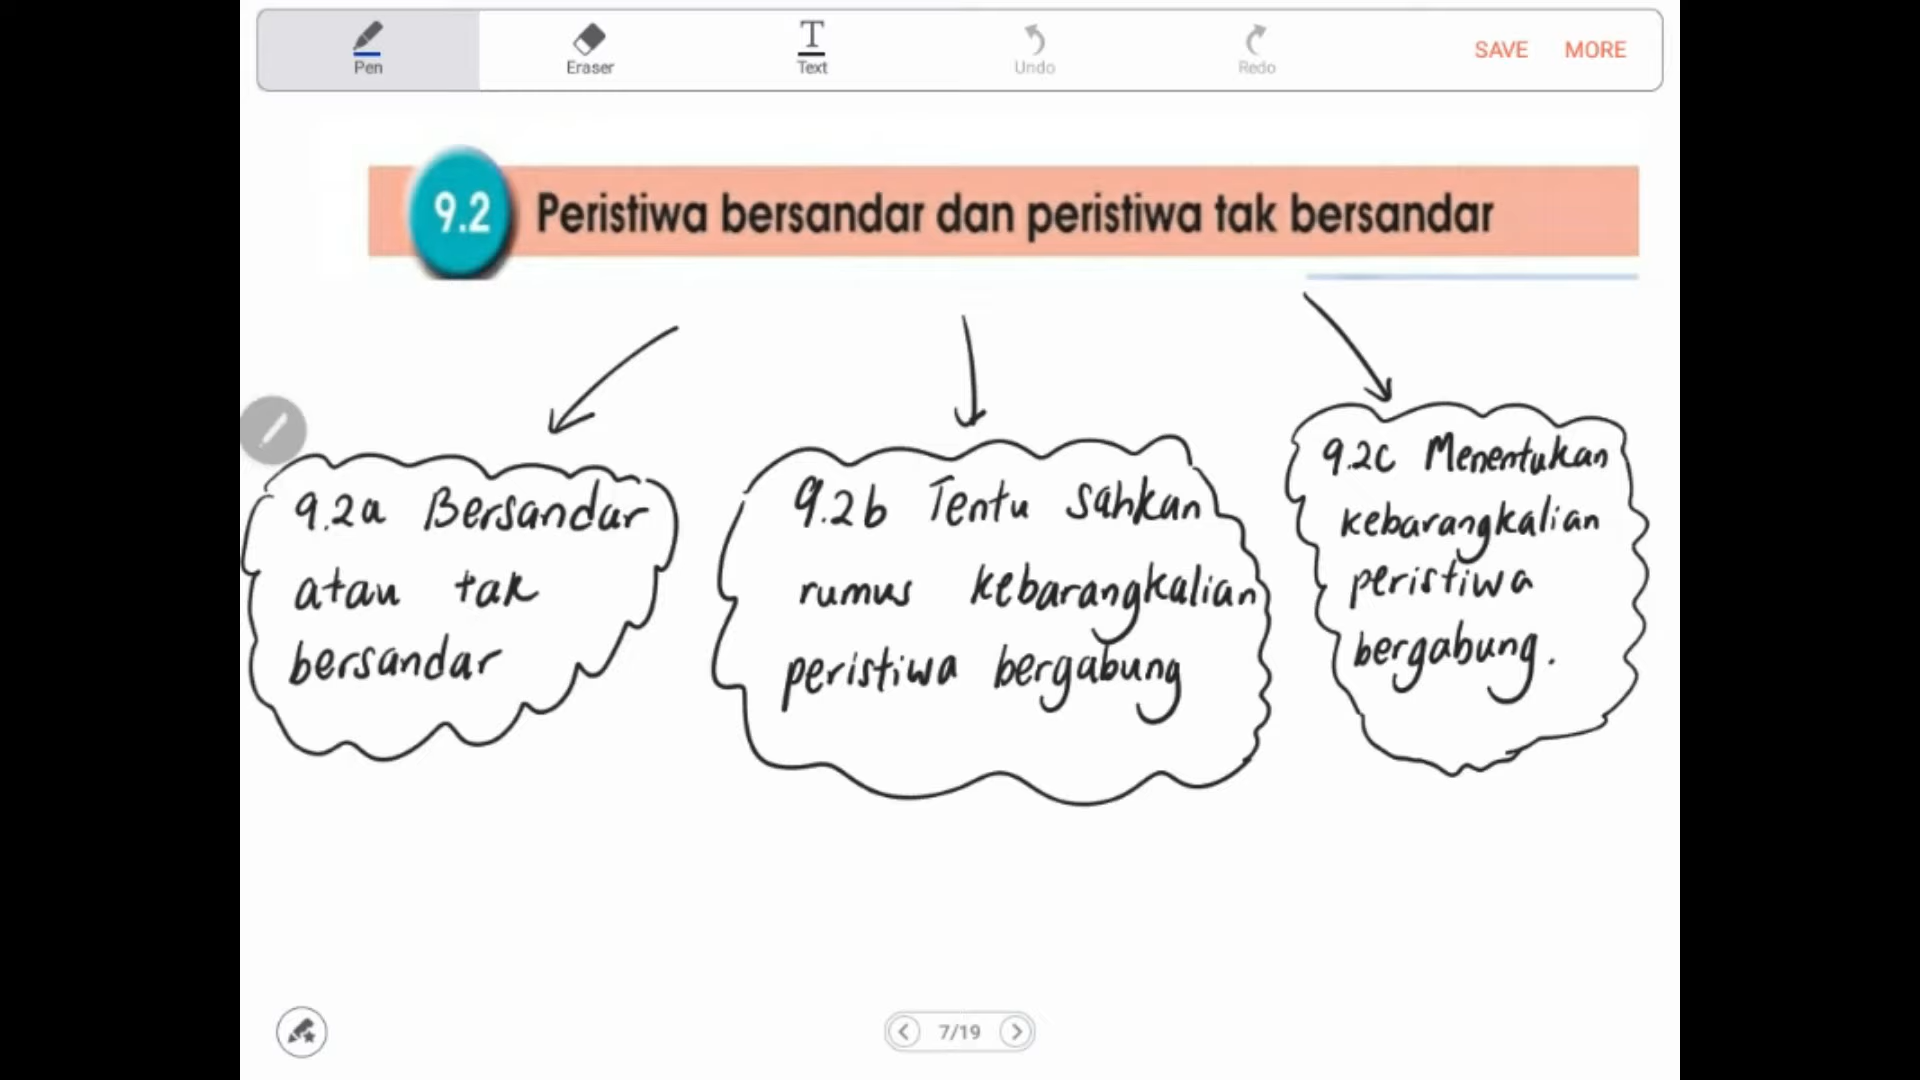 Pen
Eraser
T
Text
Undo
Redo
SAVE
MORE
9.2 Peristiwa bersandar dan peristiwa tak bersandar
9.2a Bersandar
atau tak
bersandar
9.2b Tentu sahkan
rumus kebarangkalian
peristiwa bergabung
9.2c Menentukan
kebarangkalian
peristiwa
bergabung.
7/19